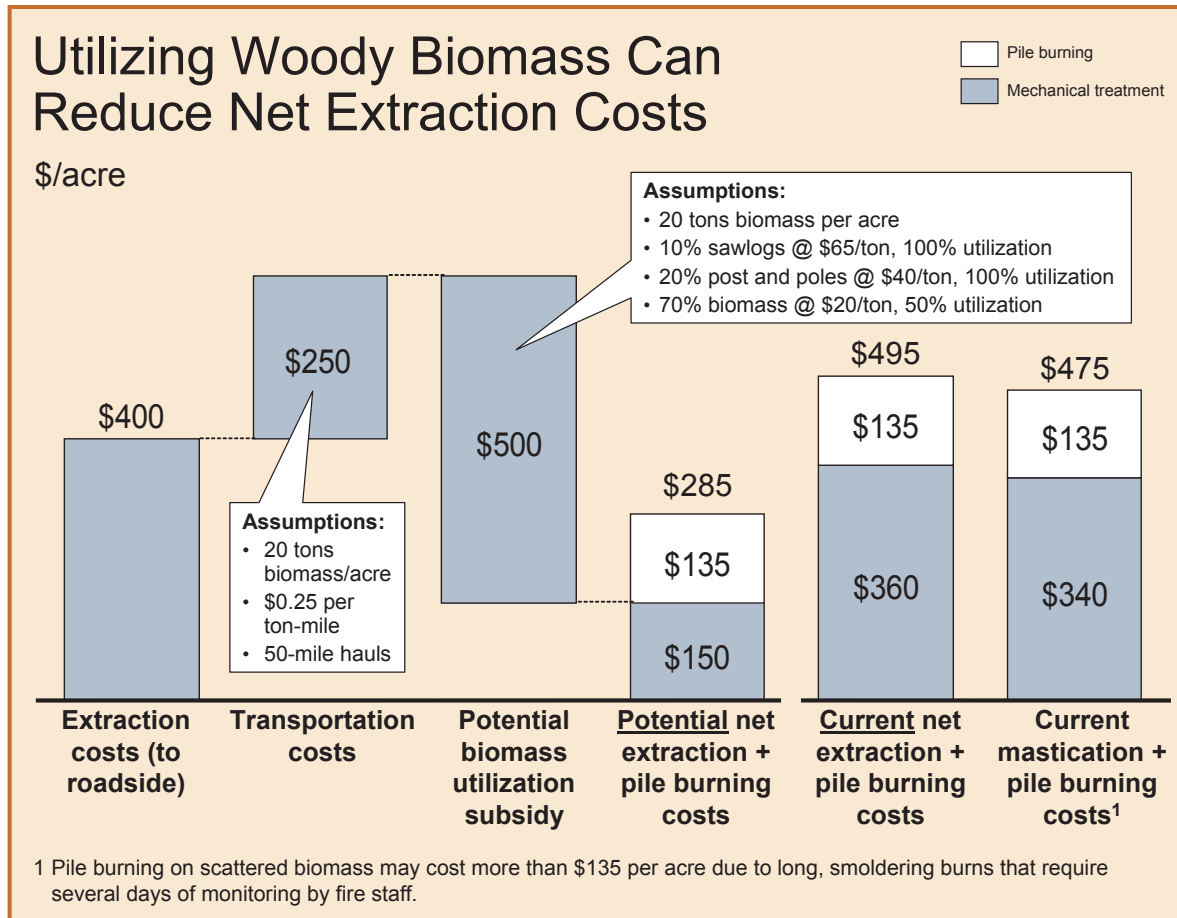 Utilizing Woody Biomass Can
Reduce Net Extraction Costs
$/acre
Pile burning
Mechanical treatment
Assumptions:
• 20 tons biomass per acre
• 10% sawlogs @ $65/ton, 100% utilization
• 20% post and poles @ $40/ton, 100% utilization
• 70% biomass @ $20/ton, 50% utilization
$400
$250
Assumptions:
• 20 tons
biomass/acre
• $0.25 per
ton-mile
• 50-mile hauls
$500
$285
$135
$150
$495
$135
$360
$475
$135
$340
Extraction
costs (to
roadside)
Transportation
costs
Potential
biomass
utilization
subsidy
Potential net
extraction +
pile burning
costs
Current net
extraction +
pile burning
costs
Current
mastication +
pile burning
costs¹
1 Pile burning on scattered biomass may cost more than $135 per acre due to long, smoldering burns that require
several days of monitoring by fire staff.